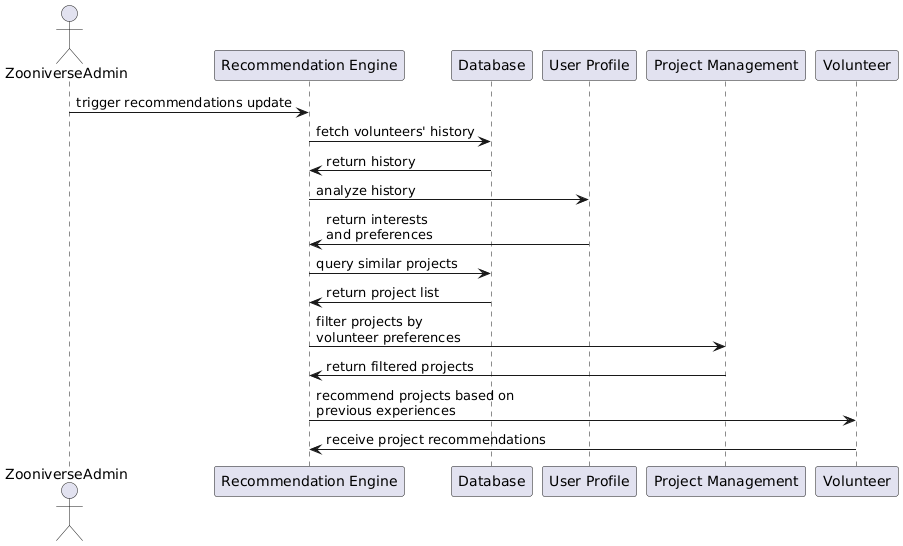 ZooniverseAdmin
Recommendation Engine
Database
User Profile
Project Management
Volunteer
trigger recommendations update
fetch volunteers' history
return history
analyze history
return interests
and preferences
query similar projects
return project list
filter projects by
volunteer preferences
return filtered projects
recommend projects based on
previous experiences
receive project recommendations
ZooniverseAdmin
Recommendation Engine
Database
User Profile
Project Management
Volunteer